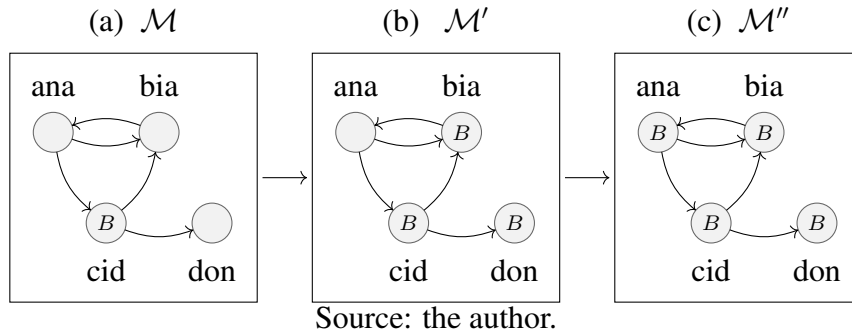 (a) ℳ (b) ℳ′ (c) ℳ″
ana bia ana bia ana bia
B B B
B B B B B
cid don cid don cid don
Source: the author.